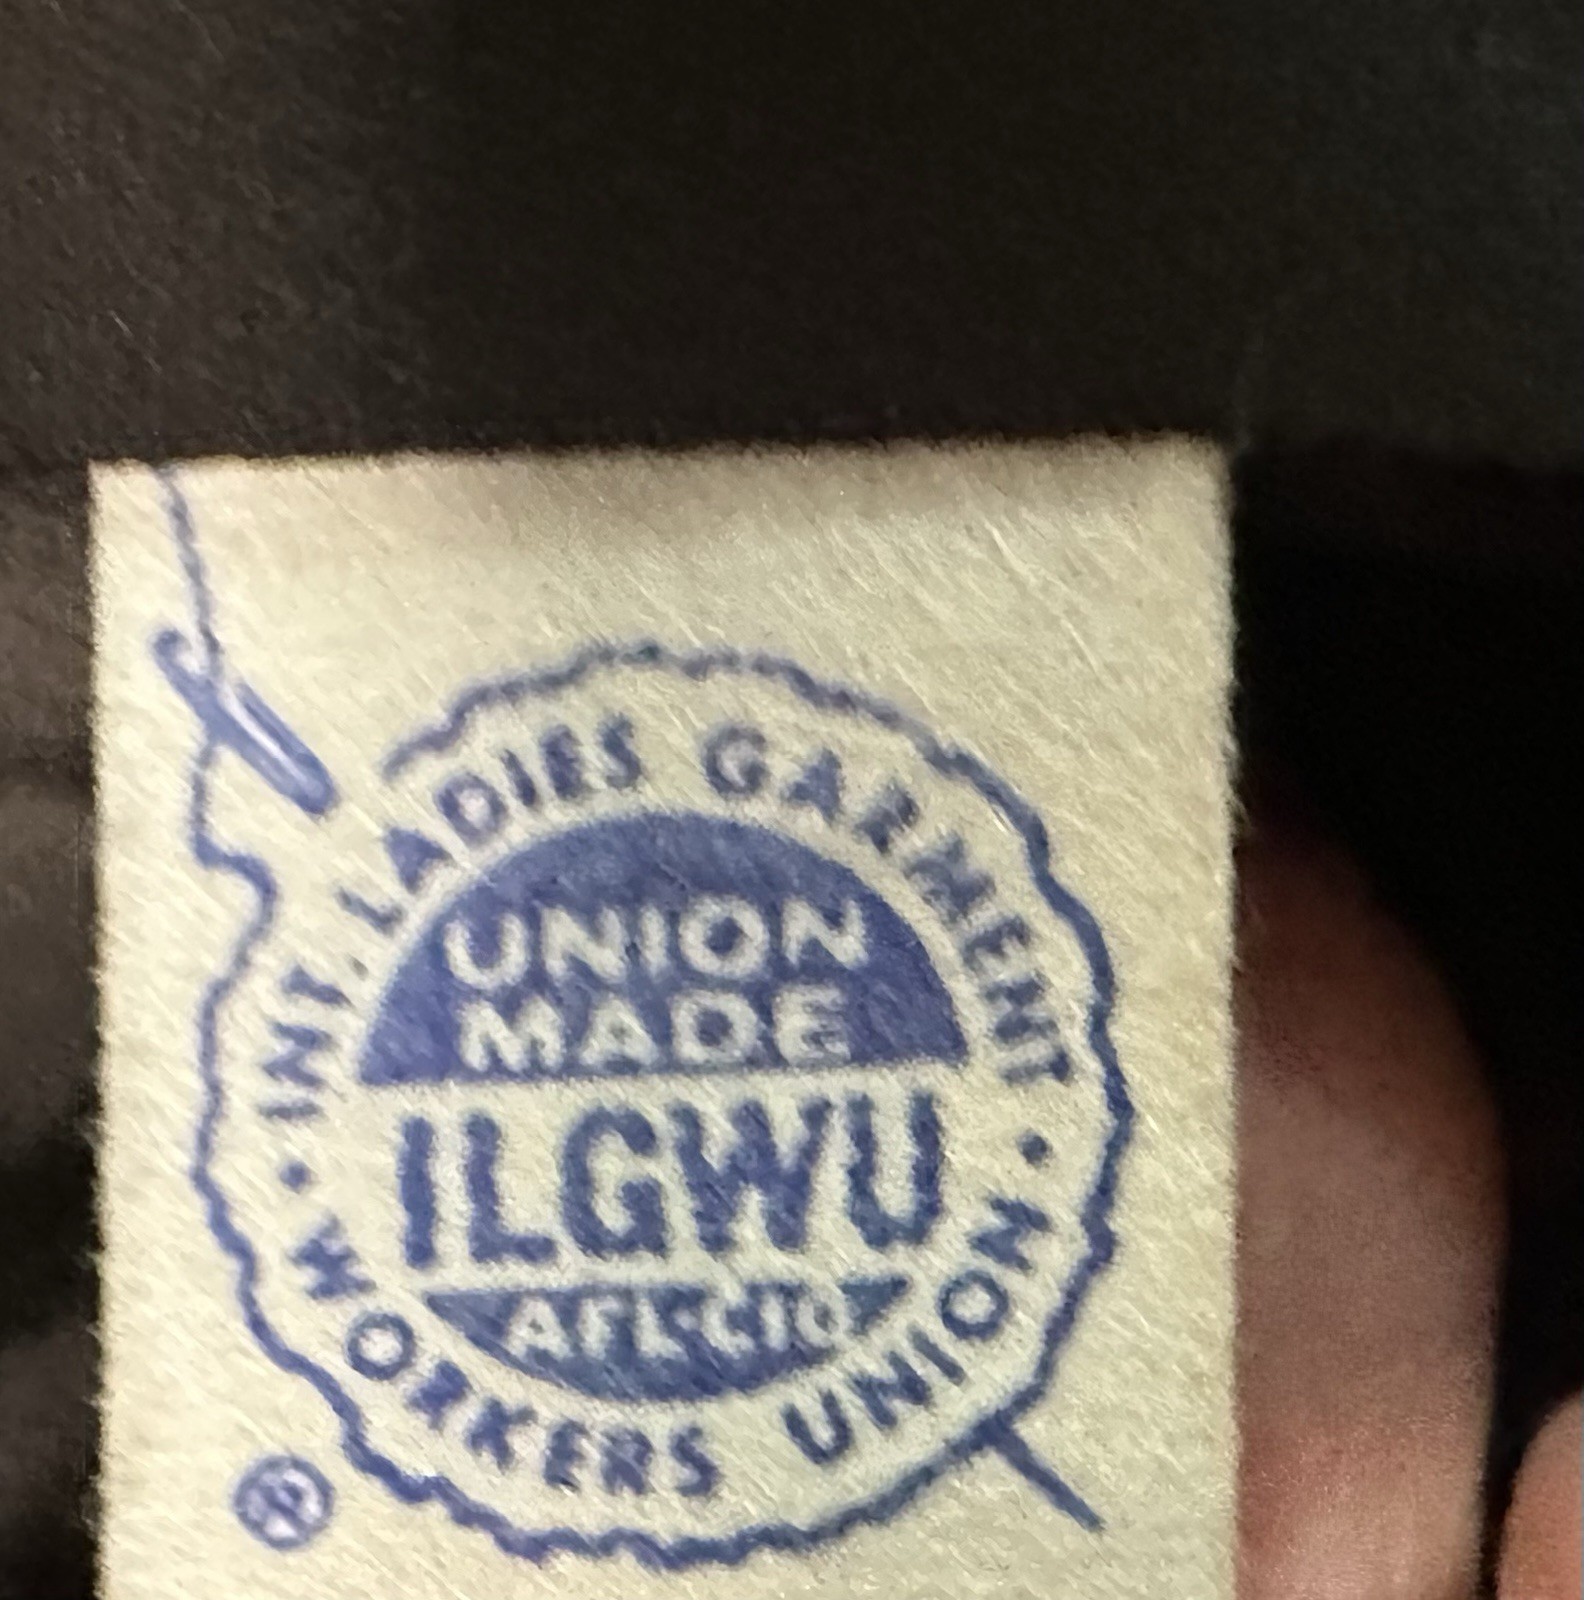 INT. LADIES GARMENT
UNION
MADE
ILGWU
AFL-CIO
· WORKERS UNION ·
®